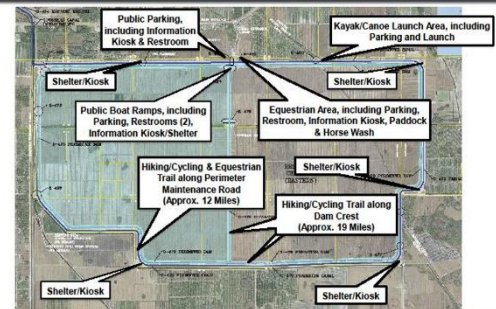 Public Parking,
including Information
Kiosk & Restroom
Kayak/Canoe Launch Area, including
Parking and Launch
Shelter/Kiosk
Shelter/Kiosk
Public Boat Ramps, including
Parking, Restrooms (2),
Information Kiosk/Shelter
Equestrian Area, including Parking,
Restroom, Information Kiosk, Paddock
& Horse Wash
Hiking/Cycling & Equestrian
Trail along Perimeter
Maintenance Road
(Approx. 12 Miles)
Shelter/Kiosk
Hiking/Cycling Trail along
Dam Crest
(Approx. 19 Miles)
Shelter/Kiosk
Shelter/Kiosk